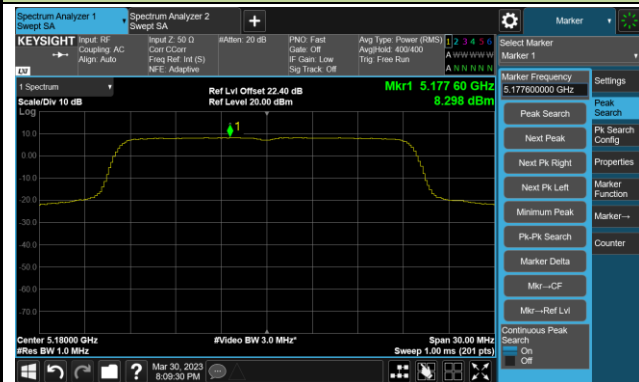 Spectrum Analyzer 1
Swept SA
Spectrum Analyzer 2
Swept SA
+
Marker
KEYSIGHT
Input: RF
Coupling: AC
Align: Auto
Input Z: 50 Ω
Corr CCorr
Freq Ref: Int (S)
NFE: Adaptive
#Atten: 20 dB
PNO: Fast
Gate: Off
IF Gain: Low
Sig Track: Off
Avg Type: Power (RMS)
Avg|Hold: 400/400
Trig: Free Run
1 2 3 4 5 6
A W W W W W
A N N N N N
Select Marker
Marker 1
LXI
1 Spectrum
Scale/Div 10 dB
Log
Ref Lvl Offset 22.40 dB
Ref Level 20.00 dBm
Mkr1 5.177 60 GHz
8.298 dBm
1
10.0
0.00
-10.0
-20.0
-30.0
-40.0
-50.0
-60.0
-70.0
Center 5.18000 GHz
#Res BW 1.0 MHz
#Video BW 3.0 MHz*
Span 30.00 MHz
Sweep 1.00 ms (201 pts)
Marker Frequency
5.177600000 GHz
Peak Search
Next Peak
Next Pk Right
Next Pk Left
Minimum Peak
Pk-Pk Search
Marker Delta
Mkr→CF
Mkr→Ref Lvl
Continuous Peak
Search
On
Off
Settings
Peak
Search
Pk Search
Config
Properties
Marker
Function
Marker→
Counter
?
Mar 30, 2023
8:09:30 PM